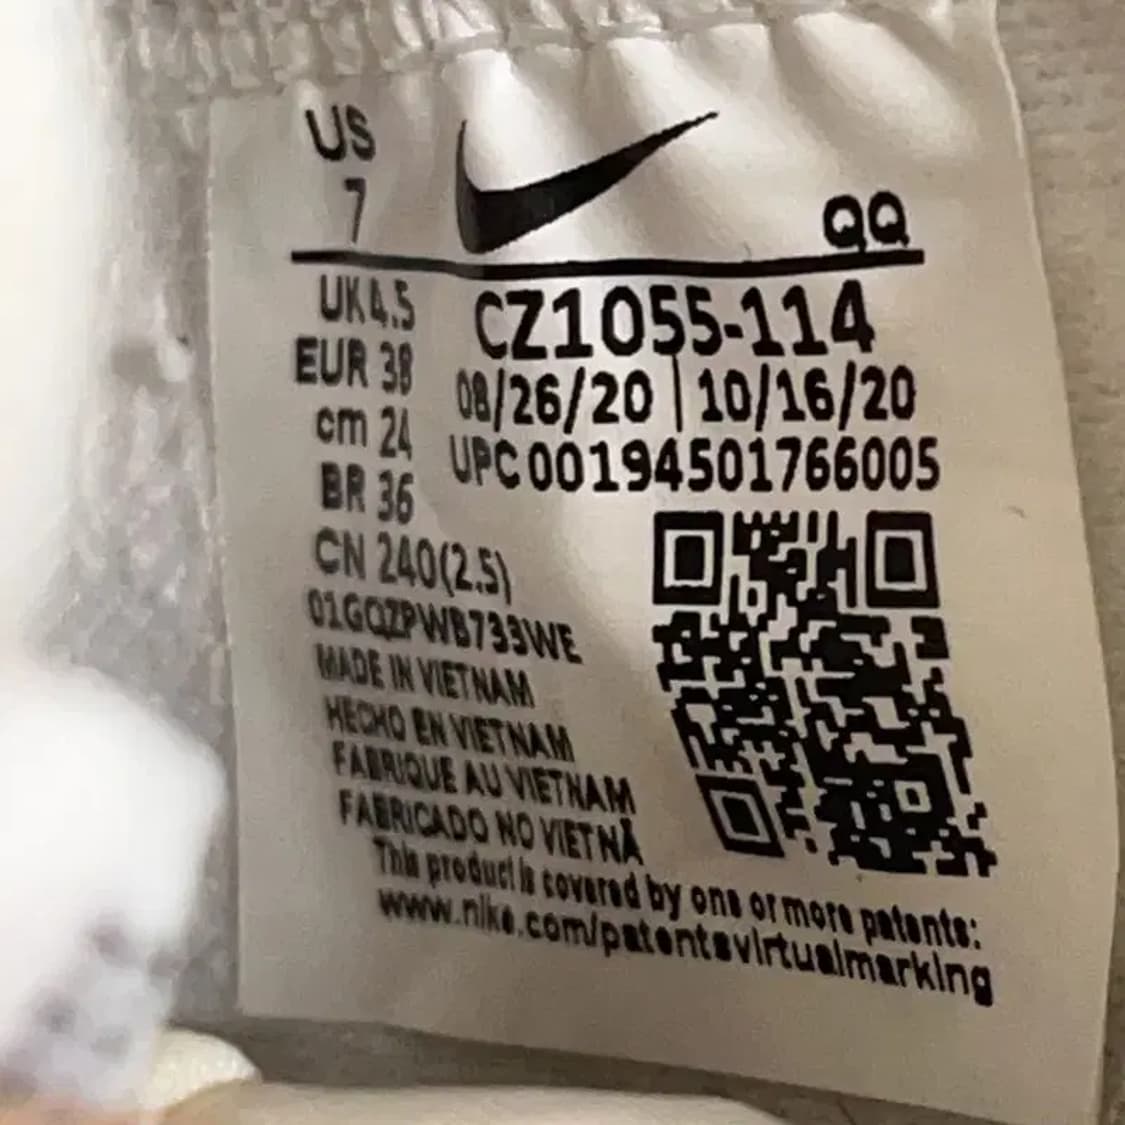 US
7
QQ
UK4.5
CZ1055-114
EUR 38
08/26/20 | 10/16/20
cm 24
UPC00194501766005
BR 36
CN 240(2.5)
01GQZPWB733WE
MADE IN VIETNAM
HECHO EN VIETNAM
FABRIQUE AU VIETNAM
FABRICADO NO VIETNÃ
This product is covered by one or more patents:
www.nike.com/patentsvirtualmarking